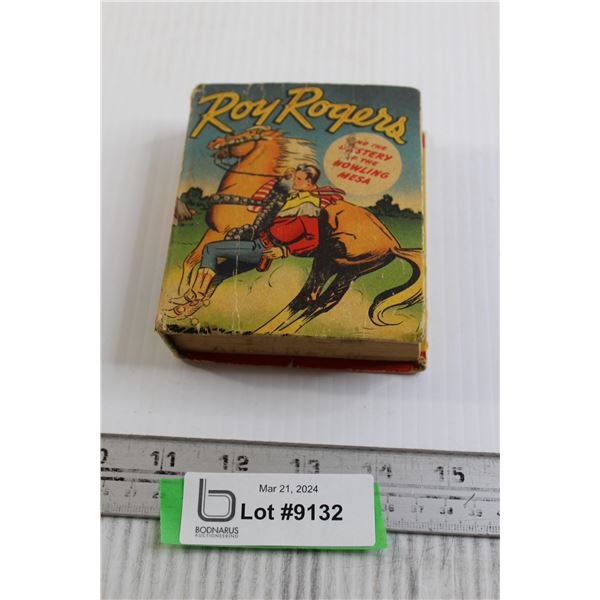 Roy Rogers
AND THE
MYSTERY
OF THE
HOWLING
MESA
11 12 13 14 15
Mar 21, 2024
Lot #9132
BODNARUS
AUCTIONEERING